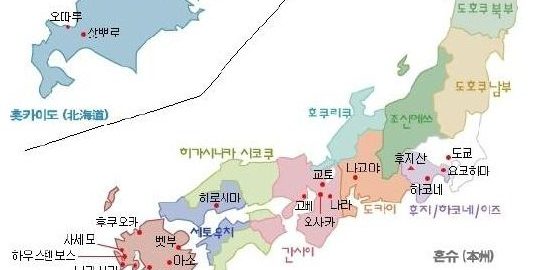 도호쿠 북부
오따루
삿뽀로
도호쿠 남부
홋카이도 (北海道)
호쿠리쿠
조신에쓰
히가시나카 시코쿠
도쿄
후지산
교토
나고야
요코하마
하코네
히로시마
고베
나라
도카이
후지/하코네/이즈
후쿠오카
오사카
세토우치
벳부
간사이
사세모
하우스텐보스
아소
혼슈 (本州)